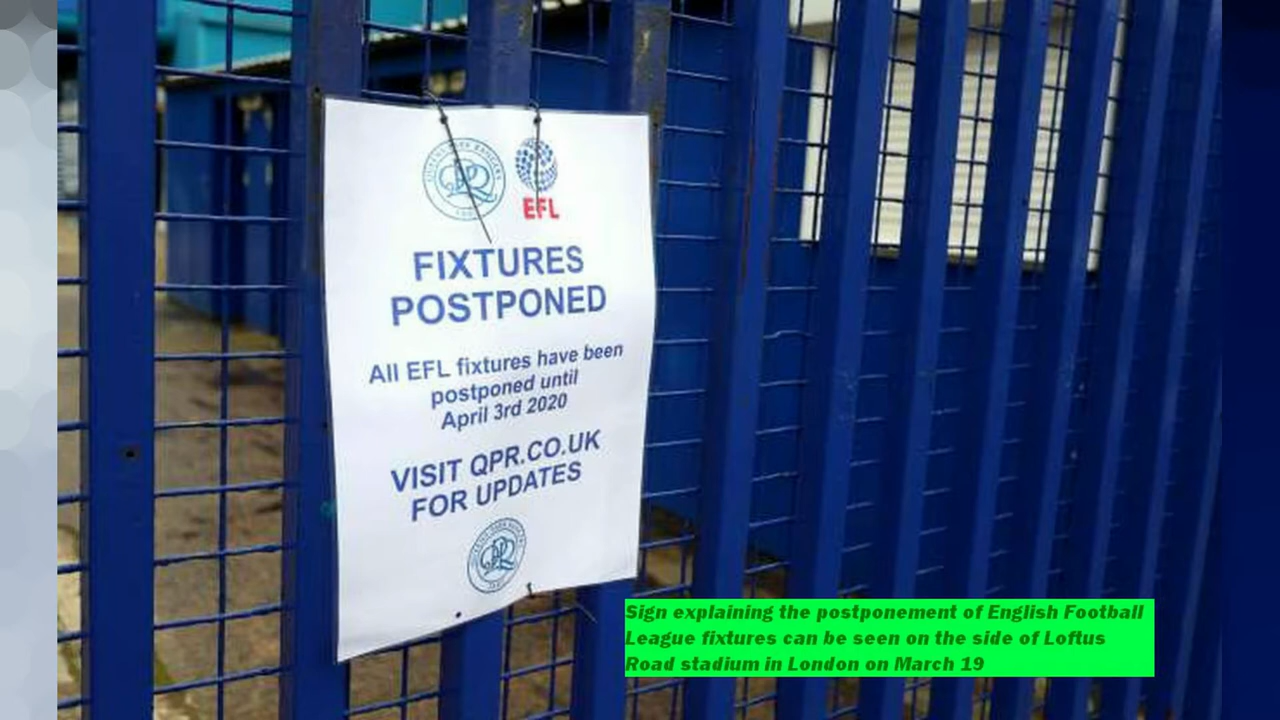 EFL
FIXTURES
POSTPONED
All EFL fixtures have been
postponed until
April 3rd 2020
VISIT QPR.CO.UK
FOR UPDATES
Sign explaining the postponement of English Football
League fixtures can be seen on the side of Loftus
Road stadium in London on March 19